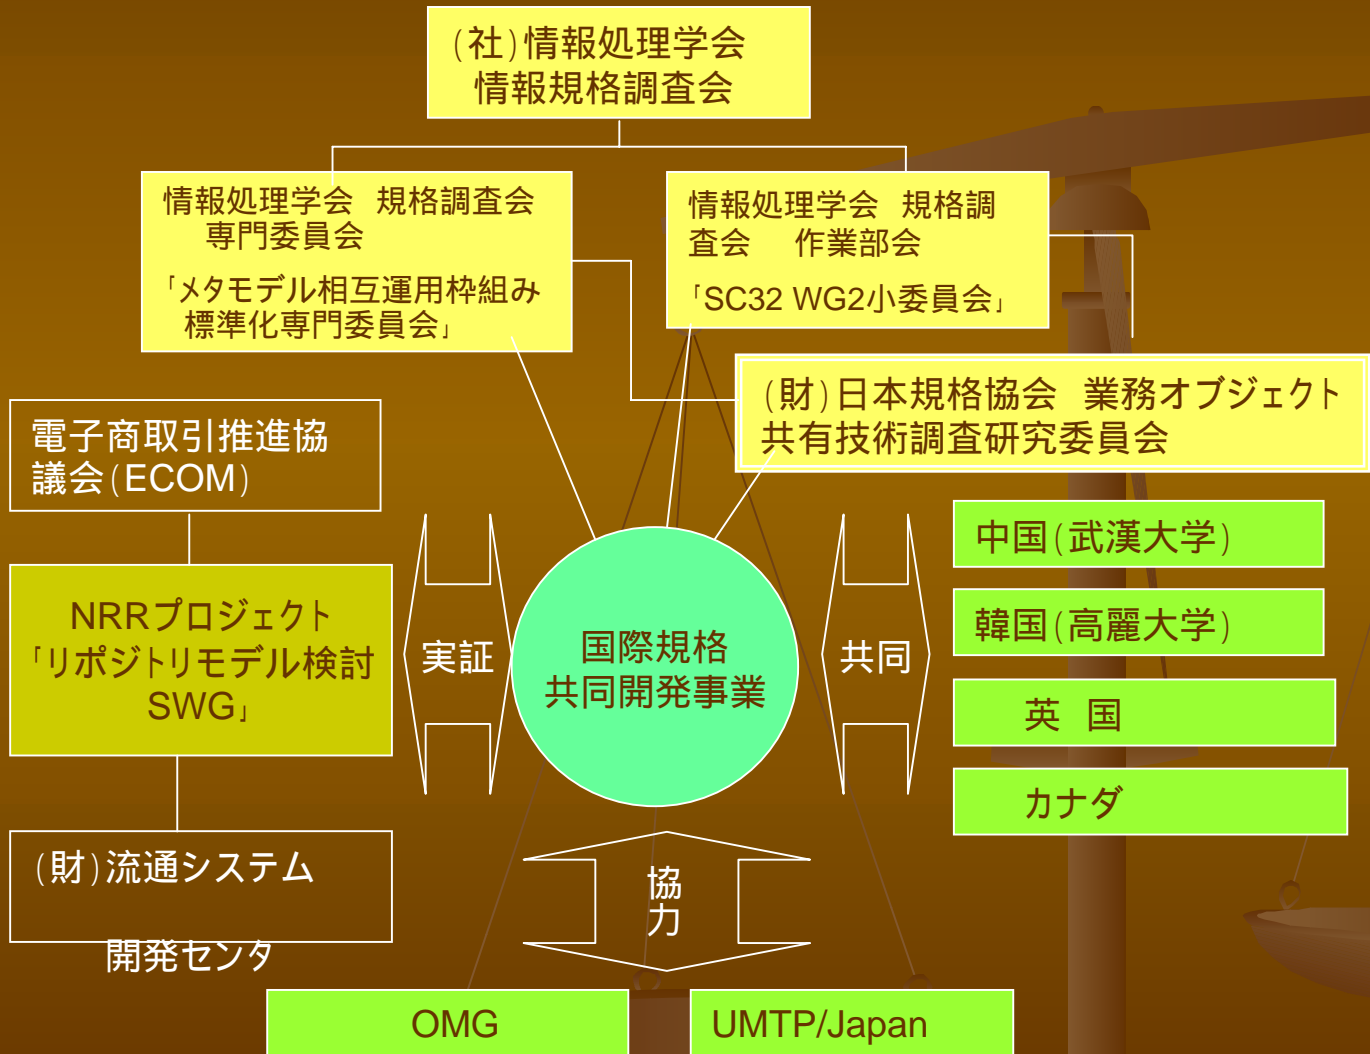 (社)情報処理学会
情報規格調査会
情報処理学会 規格調査会
専門委員会
「メタモデル相互運用枠組み
標準化専門委員会」
情報処理学会 規格調
査会 作業部会
「SC32 WG2小委員会」
(財)日本規格協会 業務オブジェクト
共有技術調査研究委員会
電子商取引推進協
議会(ECOM)
NRRプロジェクト
「リポジトリモデル検討
SWG」
(財)流通システム
開発センタ
実証
国際規格
共同開発事業
共同
中国(武漢大学)
韓国(高麗大学)
英 国
カナダ
協
力
OMG
UMTP/Japan